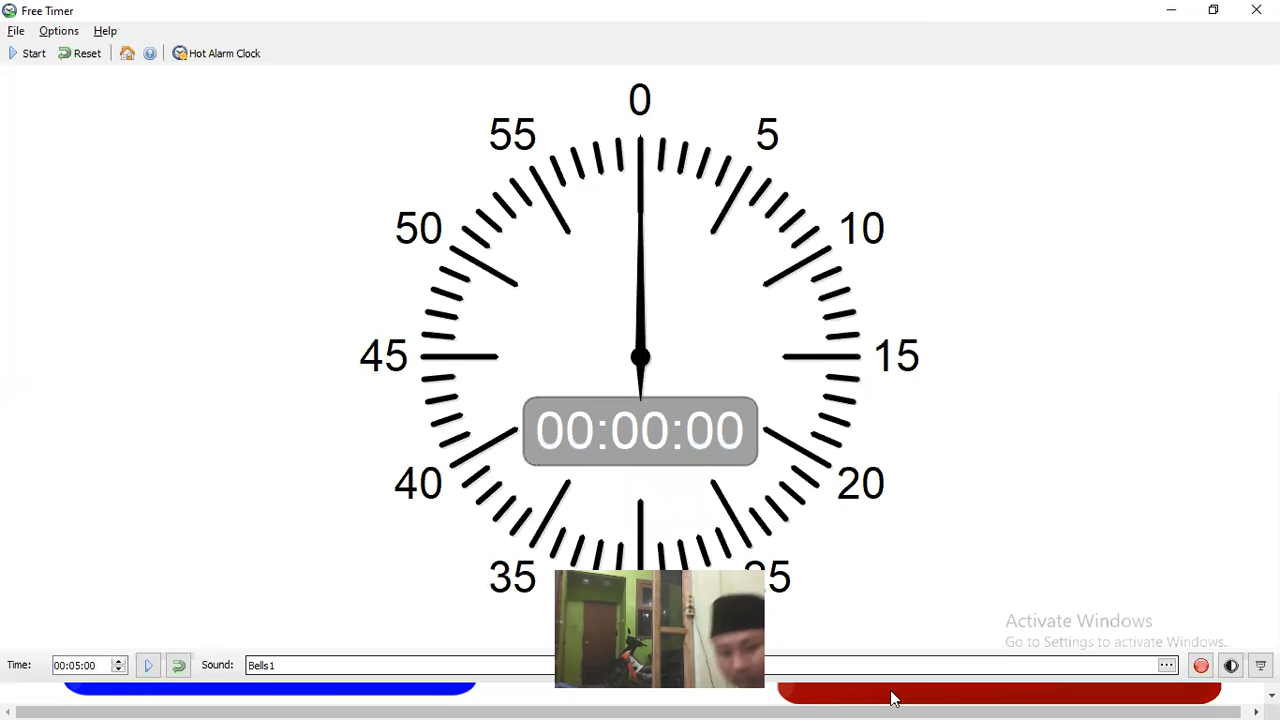 Free Timer
File Options Help
Start Reset Hot Alarm Clock
0
55 5
50 10
45 15
00:00:00
40 20
35 25
Activate Windows
Go to Settings to activate Windows.
Time: 00:05:00 Sound: Bells1 ...